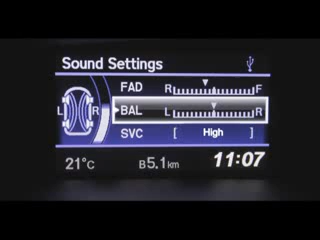 Sound Settings
FAD R F
L R BAL L R
SVC [ High ]
21°C B5.1km 11:07